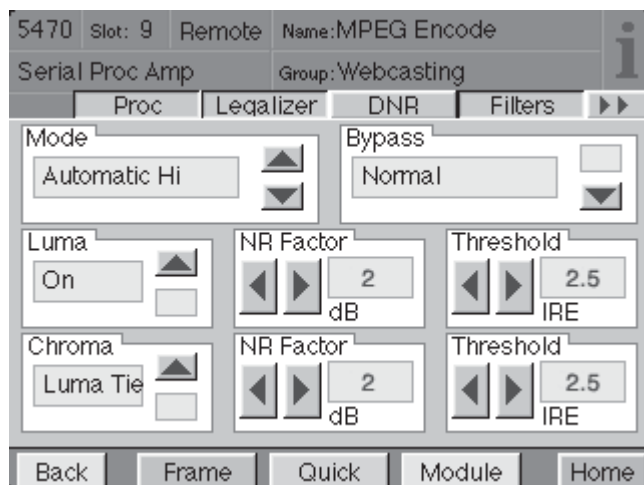 5470 Slot: 9 Remote Name:MPEG Encode
Serial Proc Amp Group:Webcasting
Proc Legalizer DNR Filters
Mode Bypass
Automatic Hi Normal
Luma NR Factor Threshold
On 2 2.5
dB IRE
Chroma NR Factor Threshold
Luma Tie 2 2.5
dB IRE
Back Frame Quick Module Home